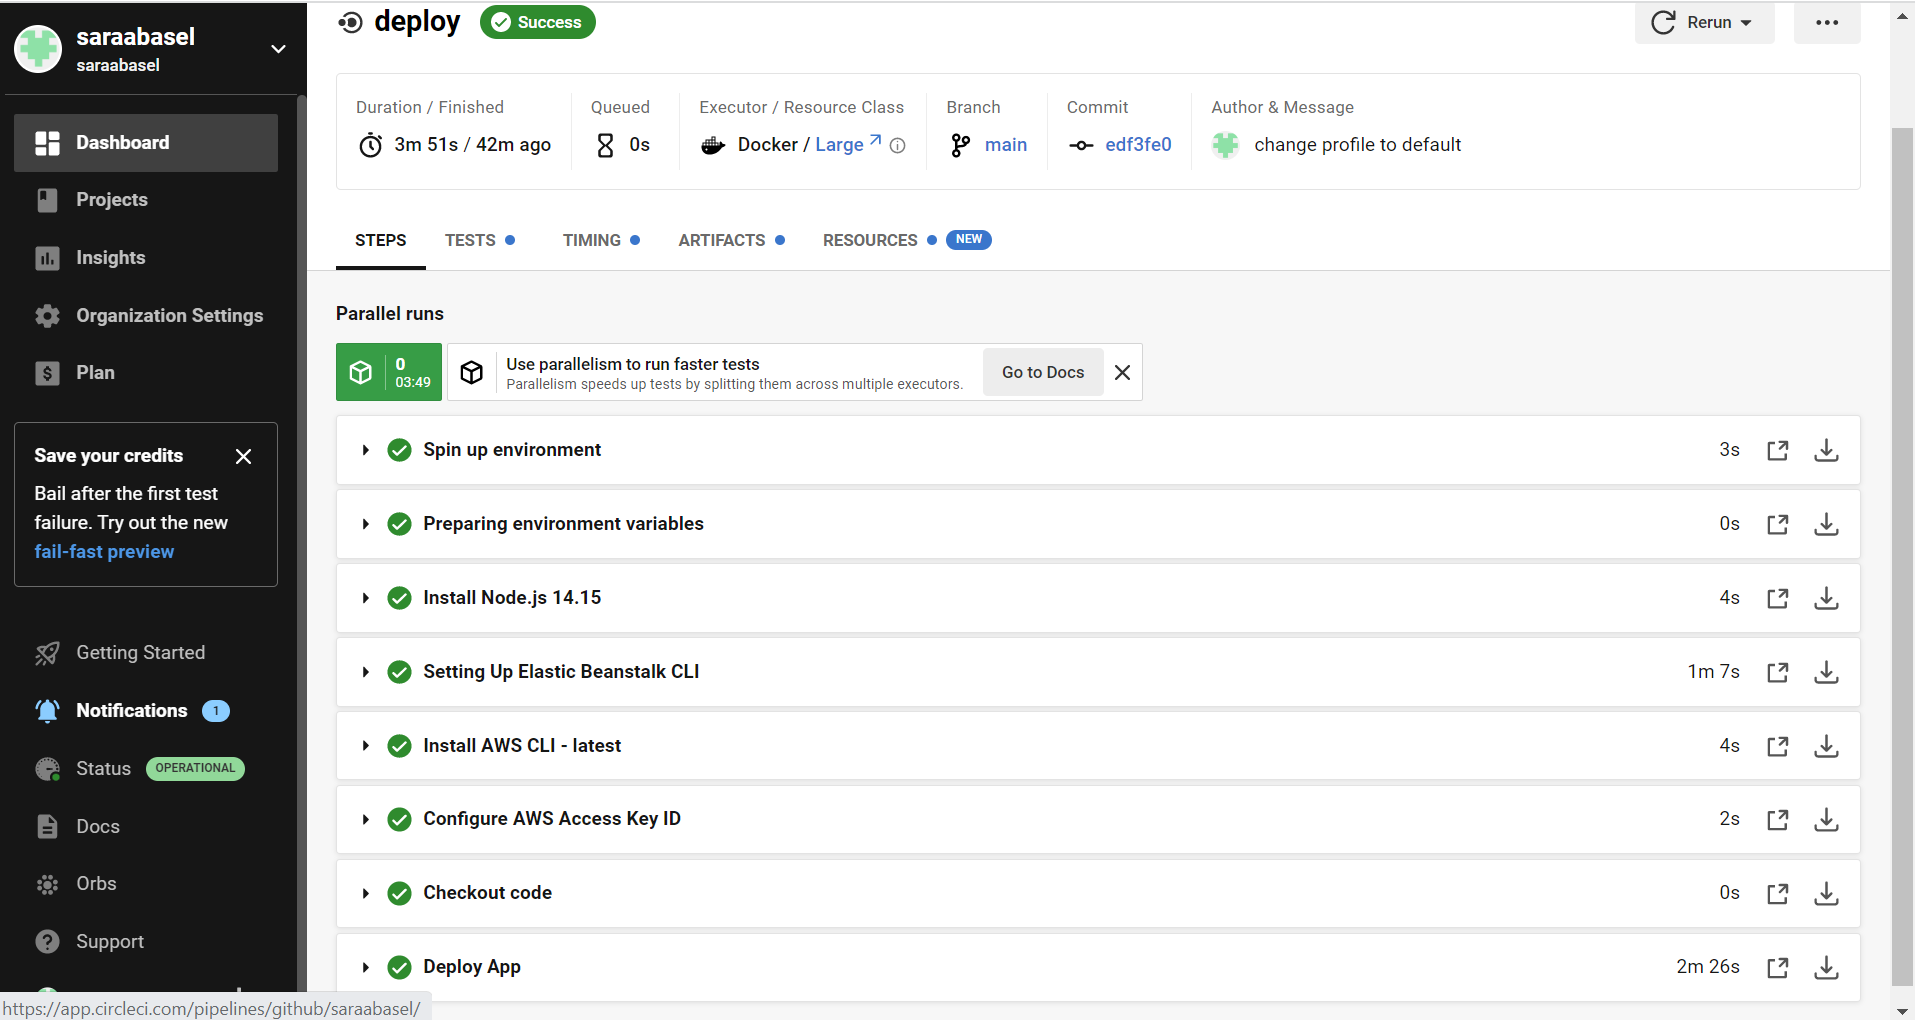 saraabasel
saraabasel
Dashboard
Projects
Insights
Organization Settings
$ Plan
Save your credits
Bail after the first test
failure. Try out the new
fail-fast preview
Getting Started
Notifications 1
Status OPERATIONAL
Docs
Orbs
? Support
deploy Success
Rerun
Duration / Finished
3m 51s / 42m ago
Queued
0s
Executor / Resource Class
Docker / Large
Branch
main
Commit
edf3fe0
Author & Message
change profile to default
STEPS TESTS TIMING ARTIFACTS RESOURCES NEW
Parallel runs
0
03:49
Use parallelism to run faster tests
Parallelism speeds up tests by splitting them across multiple executors.
Go to Docs
Spin up environment 3s
Preparing environment variables 0s
Install Node.js 14.15 4s
Setting Up Elastic Beanstalk CLI 1m 7s
Install AWS CLI - latest 4s
Configure AWS Access Key ID 2s
Checkout code 0s
Deploy App 2m 26s
https://app.circleci.com/pipelines/github/saraabasel/